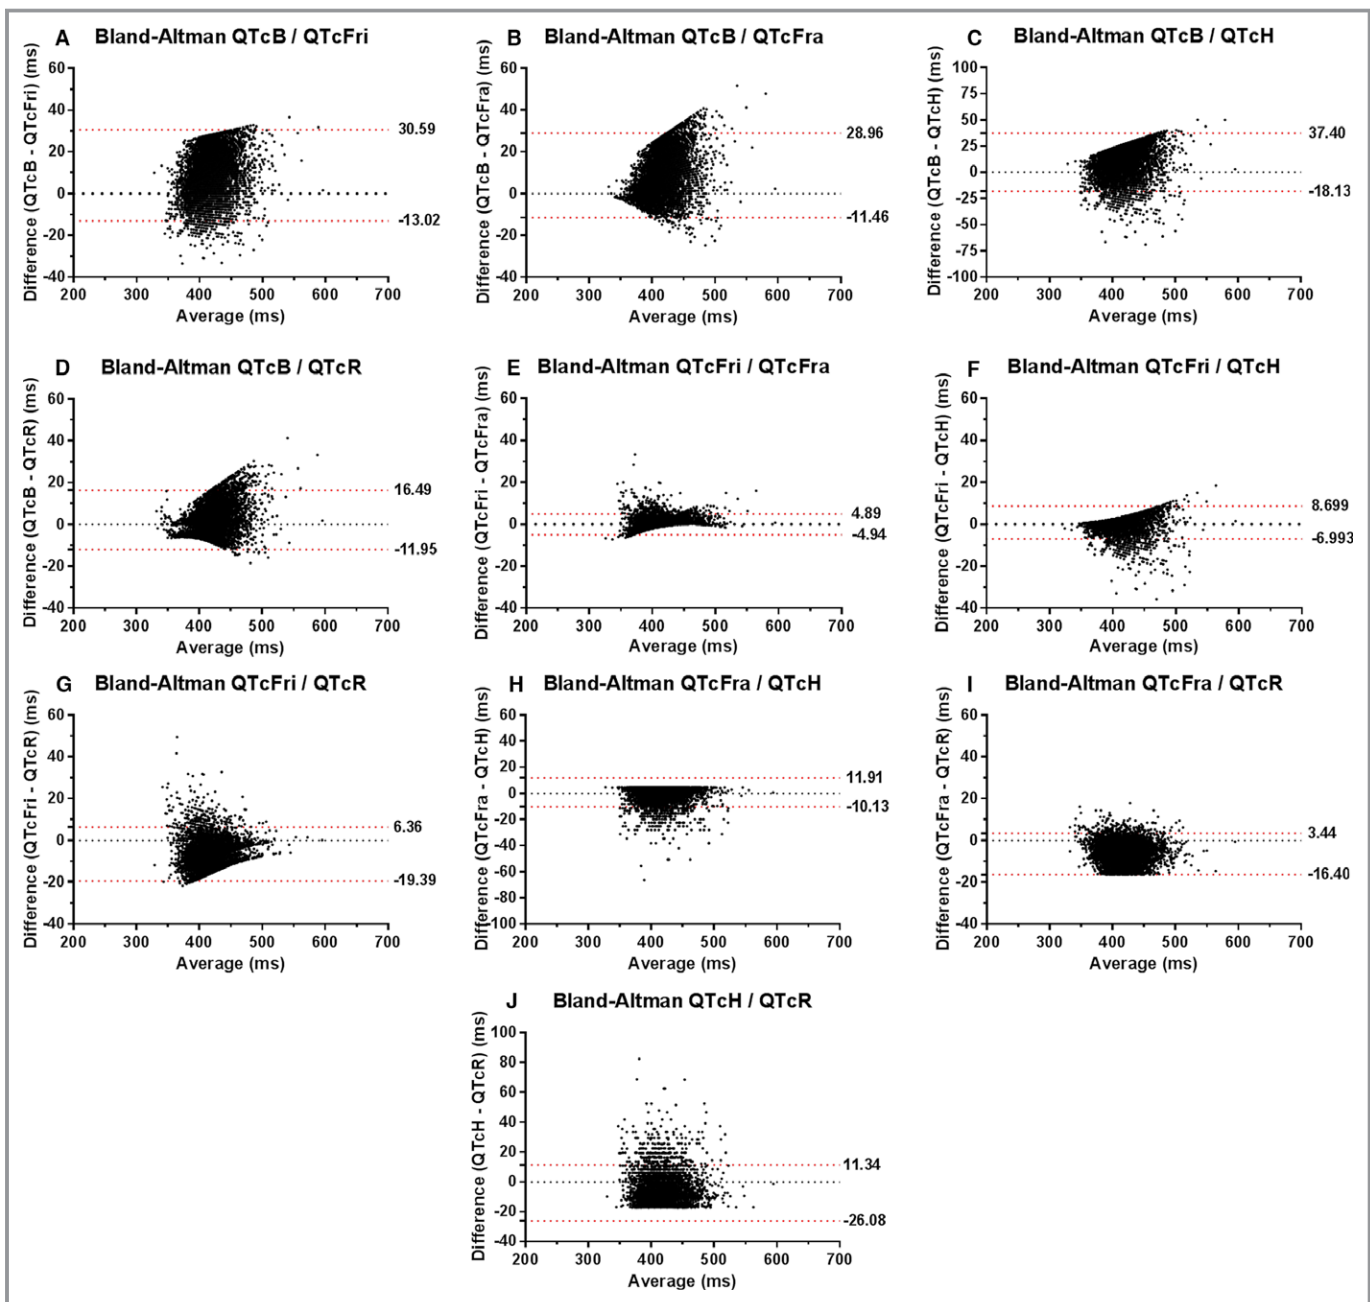 A Bland-Altman QTcB / QTcFri
Difference (QTcB - QTcFri) (ms)
60
40
20
0
-20
-40
30.59
-13.02
200 300 400 500 600 700
Average (ms)
B Bland-Altman QTcB / QTcFra
Difference (QTcB - QTcFra) (ms)
60
40
20
0
-20
-40
28.96
-11.46
200 300 400 500 600 700
Average (ms)
C Bland-Altman QTcB / QTcH
Difference (QTcB - QTcH) (ms)
100
75
50
25
0
-25
-50
-75
-100
37.40
-18.13
200 300 400 500 600 700
Average (ms)
D Bland-Altman QTcB / QTcR
Difference (QTcB - QTcR) (ms)
60
40
20
0
-20
-40
16.49
-11.95
200 300 400 500 600 700
Average (ms)
E Bland-Altman QTcFri / QTcFra
Difference (QTcFri - QTcFra) (ms)
60
40
20
0
-20
-40
4.89
-4.94
200 300 400 500 600 700
Average (ms)
F Bland-Altman QTcFri / QTcH
Difference (QTcFri - QTcH) (ms)
60
40
20
0
-20
-40
8.699
-6.993
200 300 400 500 600 700
Average (ms)
G Bland-Altman QTcFri / QTcR
Difference (QTcFri - QTcR) (ms)
60
40
20
0
-20
-40
6.36
-19.39
200 300 400 500 600 700
Average (ms)
H Bland-Altman QTcFra / QTcH
Difference (QTcFra - QTcH) (ms)
60
40
20
0
-20
-40
-60
-80
-100
11.91
-10.13
200 300 400 500 600 700
Average (ms)
I Bland-Altman QTcFra / QTcR
Difference (QTcFra - QTcR) (ms)
60
40
20
0
-20
-40
3.44
-16.40
200 300 400 500 600 700
Average (ms)
J Bland-Altman QTcH / QTcR
Difference (QTcH - QTcR) (ms)
100
80
60
40
20
0
-20
-40
11.34
-26.08
200 300 400 500 600 700
Average (ms)